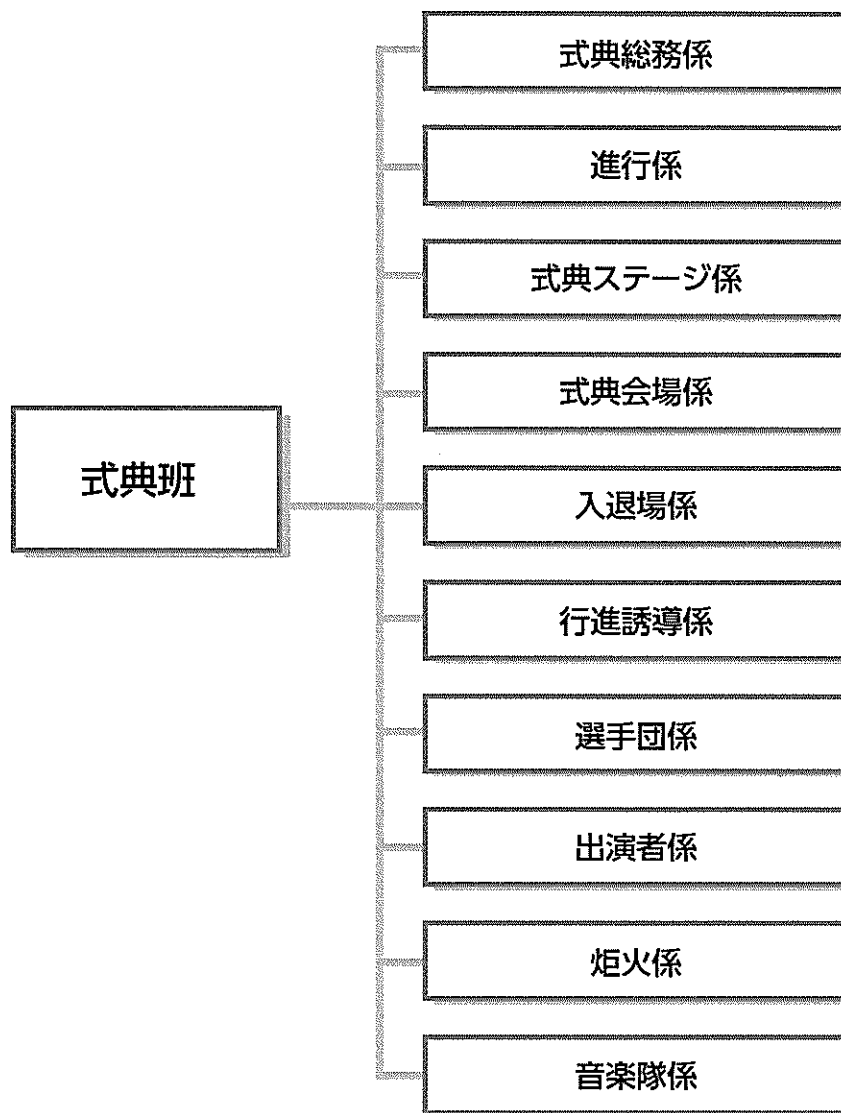 式典班
式典総務係
進行係
式典ステージ係
式典会場係
入退場係
行進誘導係
選手団係
出演者係
炬火係
音楽隊係